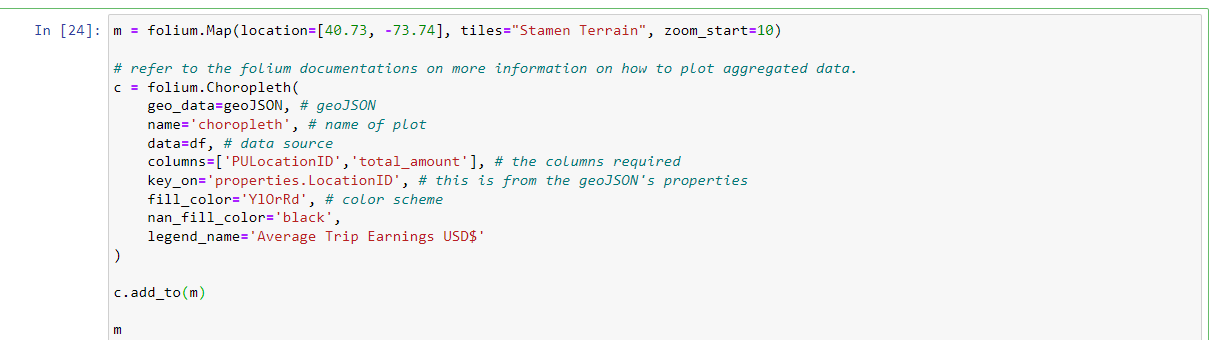 In [24]: m = folium.Map(location=[40.73, -73.74], tiles="Stamen Terrain", zoom_start=10)
# refer to the folium documentations on more information on how to plot aggregated data.
c = folium.Choropleth(
    geo_data=geoJSON, # geoJSON
    name='choropleth', # name of plot
    data=df, # data source
    columns=['PULocationID','total_amount'], # the columns required
    key_on='properties.LocationID', # this is from the geoJSON's properties
    fill_color='YlOrRd', # color scheme
    nan_fill_color='black',
    legend_name='Average Trip Earnings USD$'
)
c.add_to(m)
m